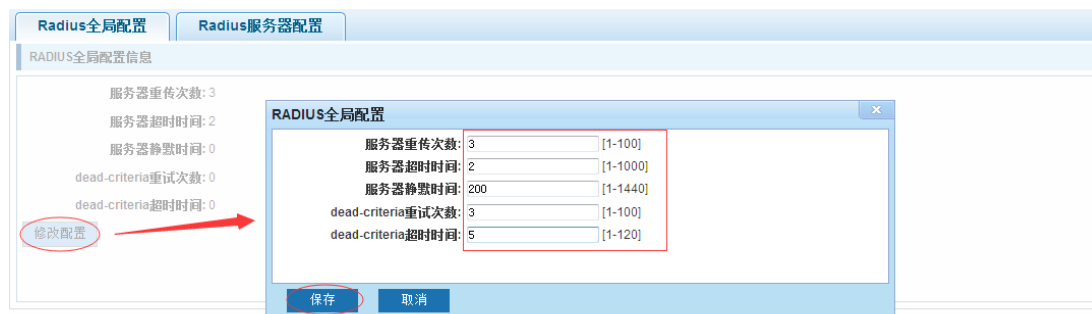 Radius全局配置 Radius服务器配置
RADIUS全局配置信息
服务器重传次数: 3
服务器超时时间: 2
服务器静默时间: 0
dead-criteria重试次数: 0
dead-criteria超时时间: 0
修改配置
RADIUS全局配置 ×
服务器重传次数: 3 [1-100]
服务器超时时间: 2 [1-1000]
服务器静默时间: 200 [1-1440]
dead-criteria重试次数: 3 [1-100]
dead-criteria超时时间: 5 [1-120]
保存 取消